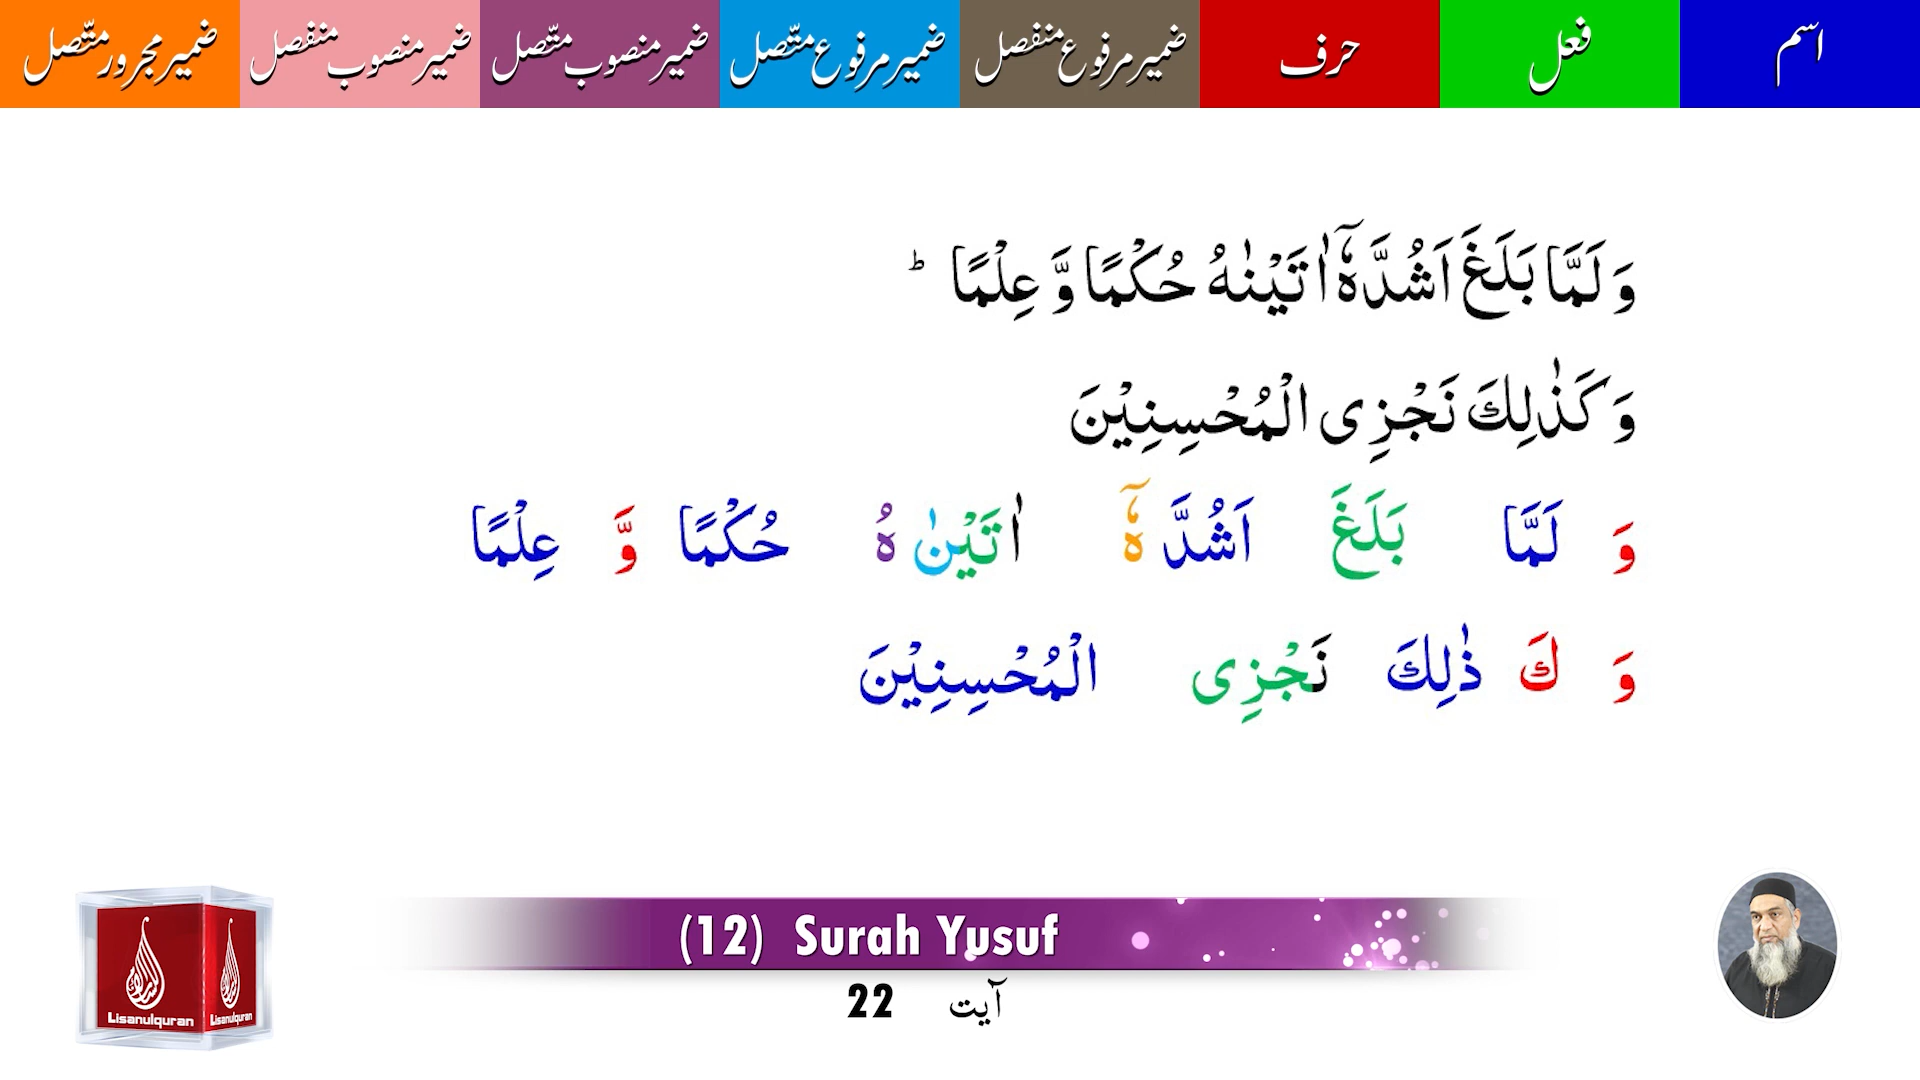 اسم فعل حرف ضمیر مرفوع منفصل ضمیر مرفوع متّصل ضمیر منصوب متّصل ضمیر منصوب منفصل ضمیر مجرور متّصل
وَ لَمَّا بَلَغَ اَشُدَّهٗۤ اٰتَيْنٰهُ حُكْمًا وَّ عِلْمًا ؕ
وَ كَذٰلِكَ نَجْزِی الْمُحْسِنِيْنَ
وَ لَمَّا بَلَغَ اَشُدَّ هٗۤ اٰتَيْنٰ هُ حُكْمًا وَّ عِلْمًا
وَ كَ ذٰلِكَ نَجْزِی الْمُحْسِنِيْنَ
(12) Surah Yusuf
آیت 22
Lisanulquran
Lisanulquran